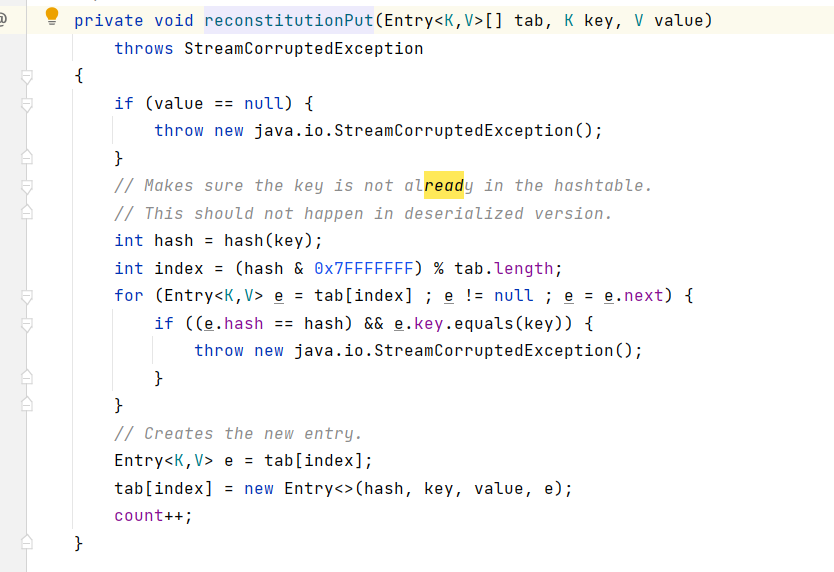 private void reconstitutionPut(Entry<K,V>[] tab, K key, V value)
        throws StreamCorruptedException
{
    if (value == null) {
        throw new java.io.StreamCorruptedException();
    }
    // Makes sure the key is not already in the hashtable.
    // This should not happen in deserialized version.
    int hash = hash(key);
    int index = (hash & 0x7FFFFFFF) % tab.length;
    for (Entry<K,V> e = tab[index] ; e != null ; e = e.next) {
        if ((e.hash == hash) && e.key.equals(key)) {
            throw new java.io.StreamCorruptedException();
        }
    }
    // Creates the new entry.
    Entry<K,V> e = tab[index];
    tab[index] = new Entry<>(hash, key, value, e);
    count++;
}